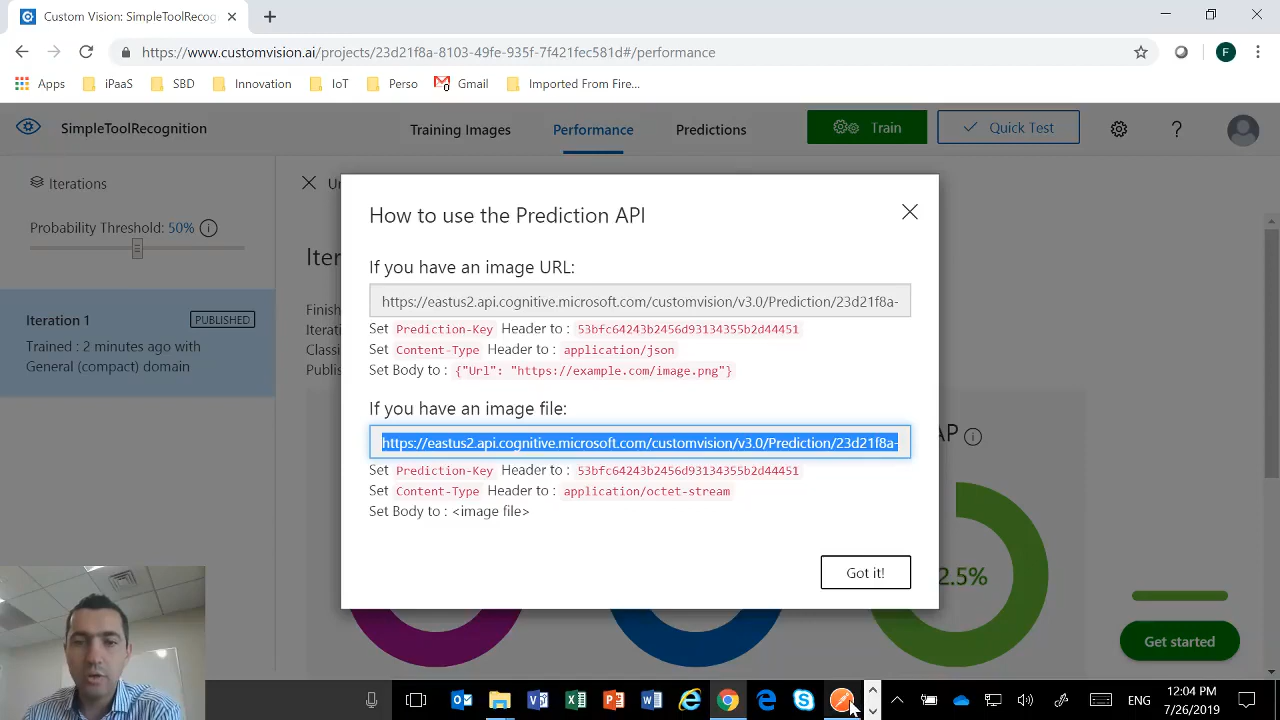 Custom Vision: SimpleToolRecog
https://www.customvision.ai/projects/23d21f8a-8103-49fe-935f-7f421fec581d#/performance
F
Apps iPaaS SBD Innovation IoT Perso Gmail Imported From Fire...
SimpleToolRecognition
Training Images Performance Predictions Train Quick Test ?
Iterations
Probability Threshold: 50%
Iteration 1 PUBLISHED
Trained : 2 minutes ago with
General (compact) domain
How to use the Prediction API
If you have an image URL:
https://eastus2.api.cognitive.microsoft.com/customvision/v3.0/Prediction/23d21f8a-
Set Prediction-Key Header to : 53bfc64243b2456d93134355b2d44451
Set Content-Type Header to : application/json
Set Body to : {"Url": "https://example.com/image.png"}
If you have an image file:
https://eastus2.api.cognitive.microsoft.com/customvision/v3.0/Prediction/23d21f8a-
Set Prediction-Key Header to : 53bfc64243b2456d93134355b2d44451
Set Content-Type Header to : application/octet-stream
Set Body to : <image file>
Got it!
AP
2.5%
Get started
ENG
12:04 PM
7/26/2019